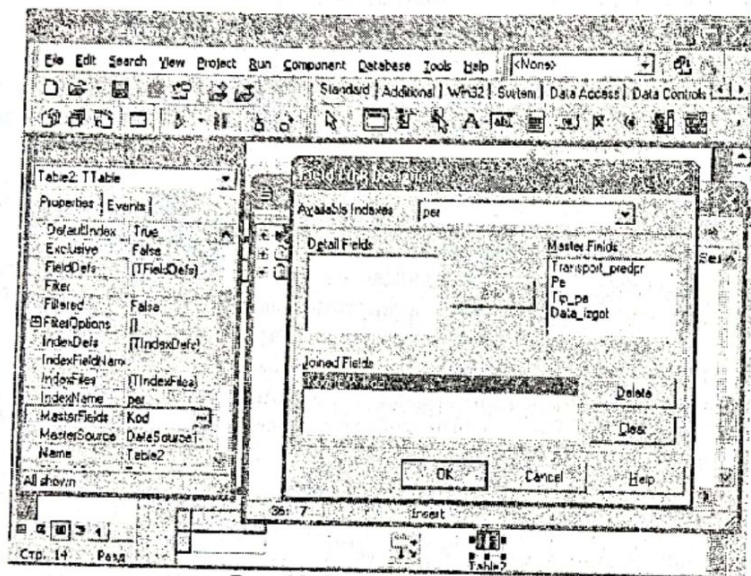 File Edit Search View Project Run Component Database Tools Help <None>
Standard Additional Win32 System Data Access Data Controls
Table2: TTable
Properties Events
DefaultIndex True
Exclusive False
FieldDefs (TFieldDefs)
Filter
Filtered False
FilterOptions []
IndexDefs (TIndexDefs)
IndexFieldNam
IndexFiles (TIndexFiles)
IndexName per
MasterFields Kod
MasterSource DataSource1
Name Table2
All shown
Field Link Designer
Available Indexes per
Detail Fields
Master Fields
Transport_predpr
Pe
Tip_pe
Data_izgot
Joined Fields
Delete
Clear
OK Cancel Help
36: 7 Insert
Table2
Стр. 14 Разд